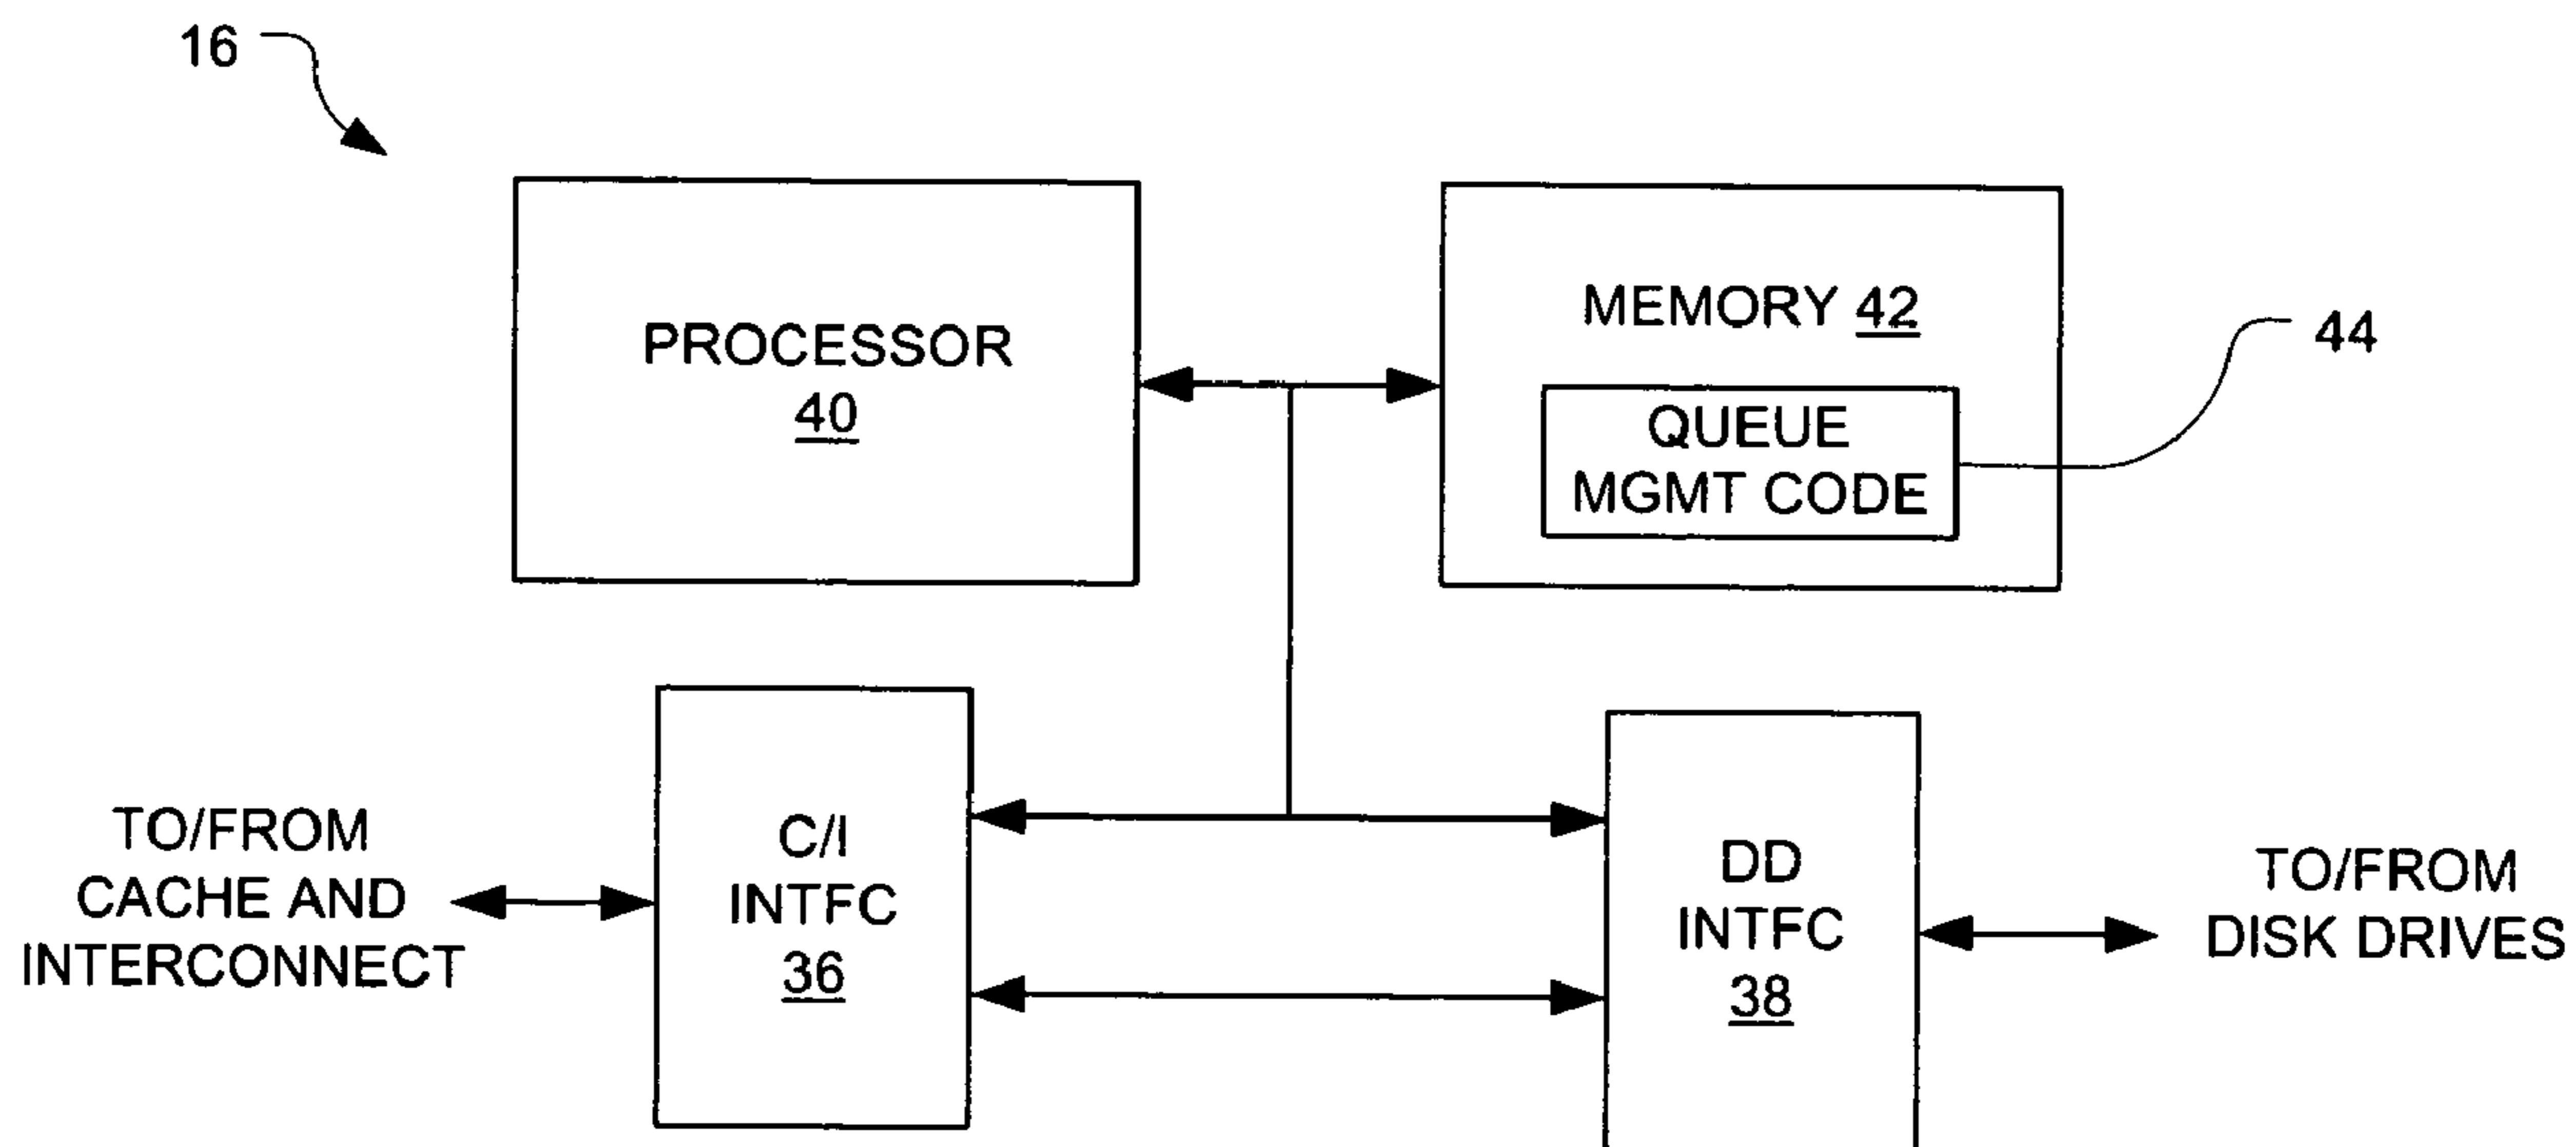 16
PROCESSOR
40
MEMORY 42
QUEUE
MGMT CODE
44
TO/FROM
CACHE AND
INTERCONNECT
C/I
INTFC
36
DD
INTFC
38
TO/FROM
DISK DRIVES